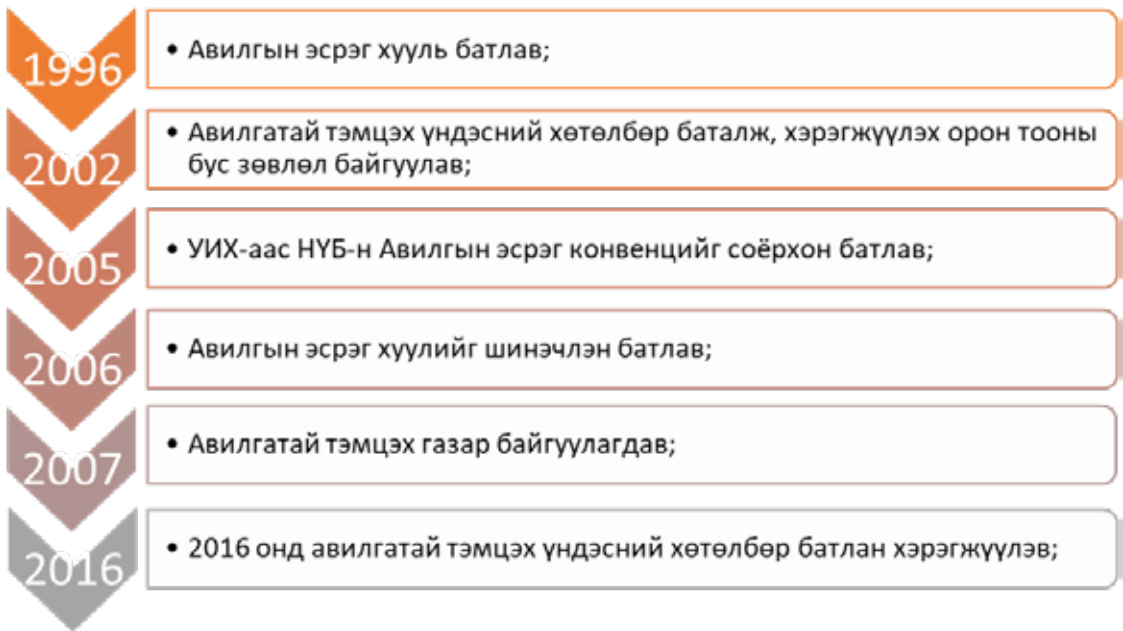 1996
• Авилгын эсрэг хууль батлав;
2002
• Авилгатай тэмцэх үндэсний хөтөлбөр баталж, хэрэгжүүлэх орон тооны
бус зөвлөл байгуулав;
2005
• УИХ-аас НҮБ-н Авилгын эсрэг конвенцийг соёрхон батлав;
2006
• Авилгын эсрэг хуулийг шинэчлэн батлав;
2007
• Авилгатай тэмцэх газар байгуулагдав;
2016
• 2016 онд авилгатай тэмцэх үндэсний хөтөлбөр батлан хэрэгжүүлэв;